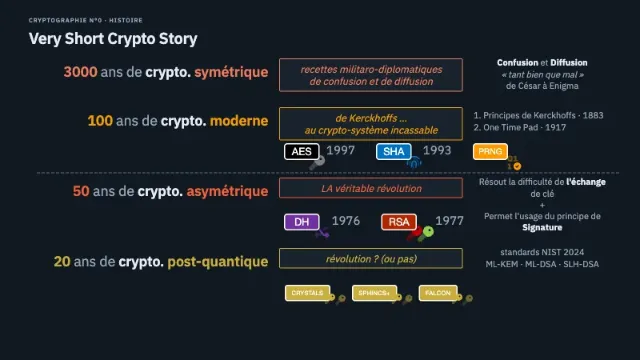 CRYPTOGRAPHIE N°0 · HISTOIRE
Very Short Crypto Story
3000 ans de crypto. symétrique
recettes militaro-diplomatiques
de confusion et de diffusion
Confusion et Diffusion
« tant bien que mal »
de César à Enigma
100 ans de crypto. moderne
de Kerckhoffs ...
au crypto-système incassable
1. Principes de Kerckhoffs · 1883
2. One Time Pad · 1917
AES 1997 SHA 1993 PRNG
50 ans de crypto. asymétrique
LA véritable révolution
Résout la difficulté de l'échange
de clé
+
Permet l'usage du principe de
Signature
DH 1976 RSA 1977
20 ans de crypto. post-quantique
révolution ? (ou pas)
standards NIST 2024
ML-KEM · ML-DSA · SLH-DSA
CRYSTALS SPHINCS+ FALCON